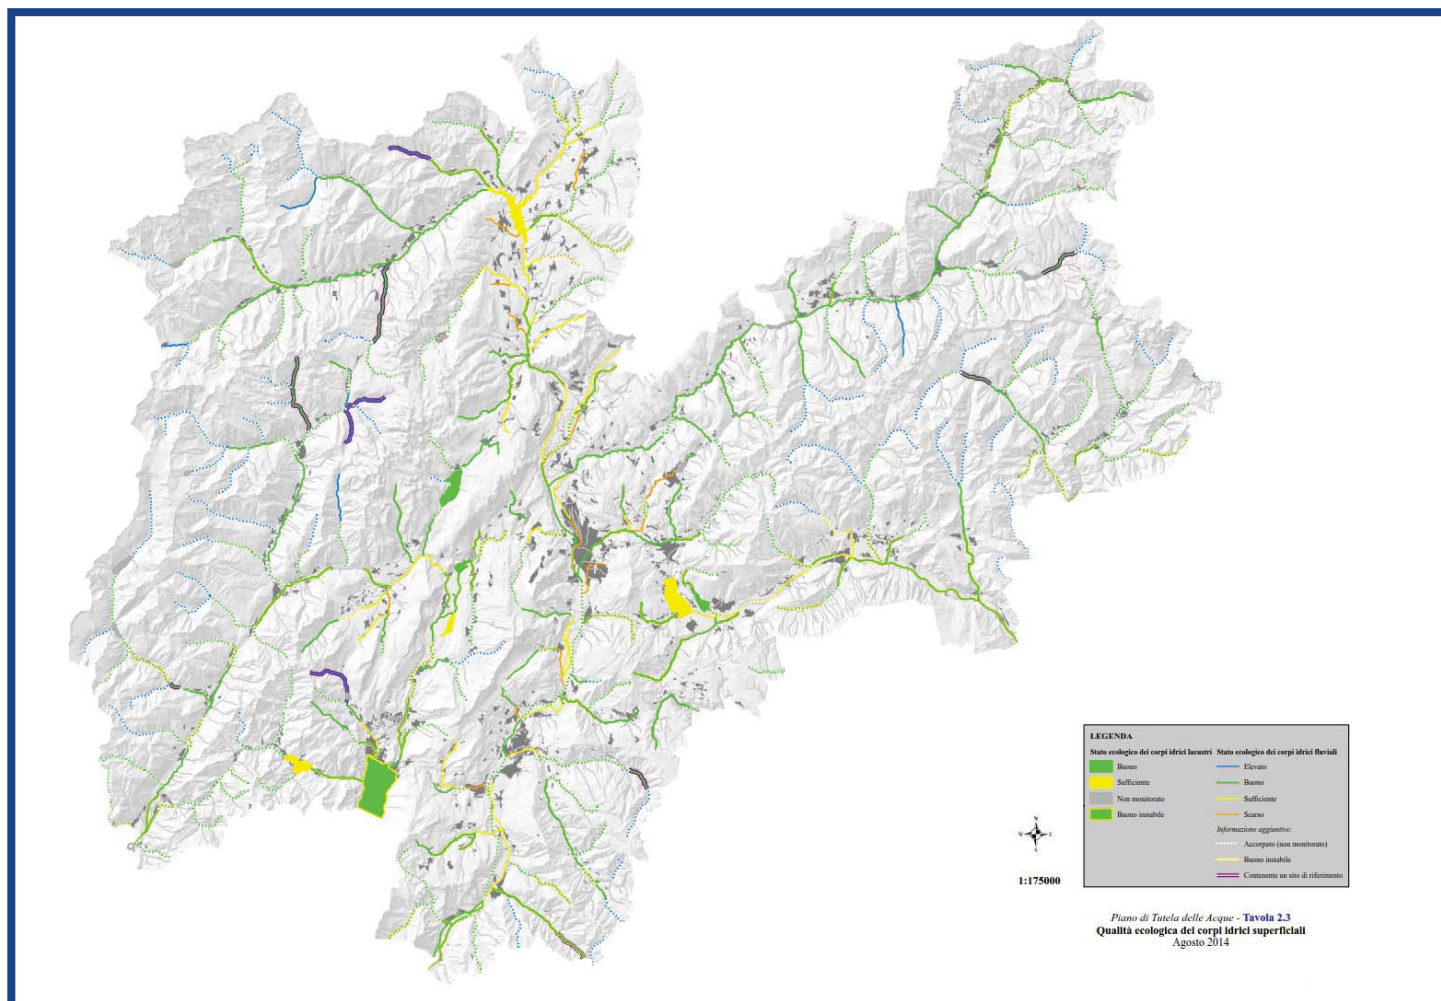 LEGENDA
Stato ecologico dei corpi idrici lacustri
Buono
Sufficiente
Non monitorato
Buono instabile
Stato ecologico dei corpi idrici fluviali
Elevato
Buono
Sufficiente
Scarso
Informazione aggiuntive:
Accorpato (non monitorato)
Buono instabile
Contenente un sito di riferimento
N
W E
S
1:175000
Piano di Tutela delle Acque - Tavola 2.3
Qualità ecologica dei corpi idrici superficiali
Agosto 2014